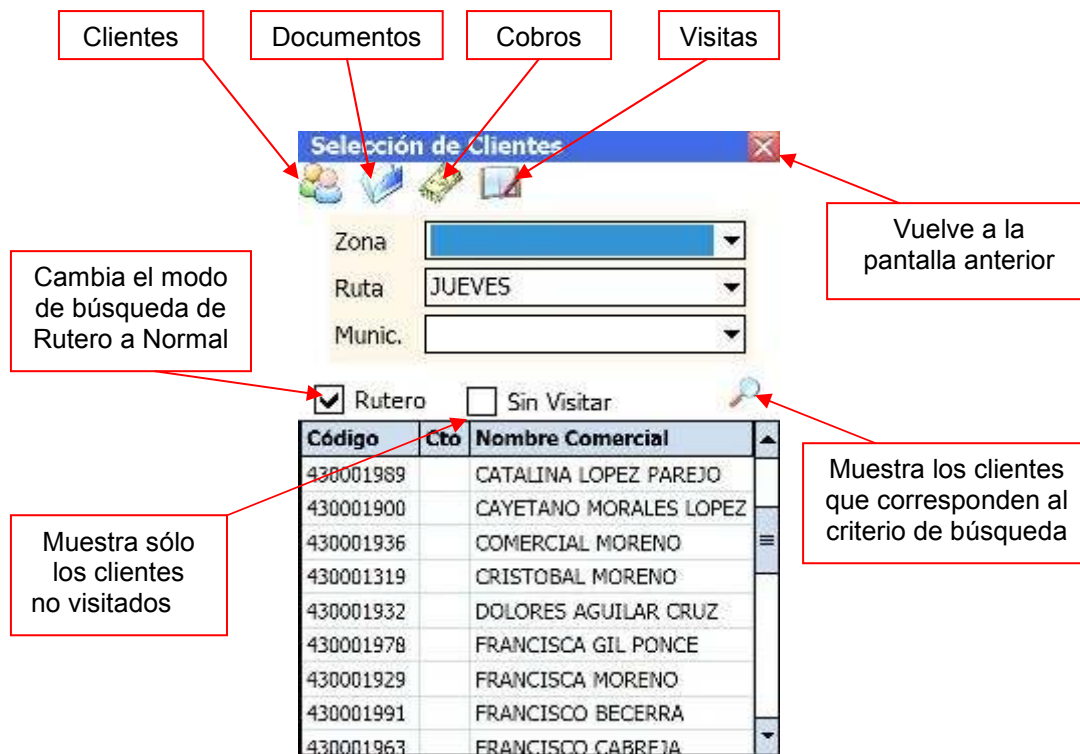 Clientes
Documentos
Cobros
Visitas
Selección de Clientes
Vuelve a la
pantalla anterior
Zona
Ruta JUEVES
Munic.
Cambia el modo
de búsqueda de
Rutero a Normal
Rutero Sin Visitar
Código Cto Nombre Comercial
430001989 CATALINA LOPEZ PAREJO
430001900 CAYETANO MORALES LOPEZ
430001936 COMERCIAL MORENO
430001319 CRISTOBAL MORENO
430001932 DOLORES AGUILAR CRUZ
430001978 FRANCISCA GIL PONCE
430001929 FRANCISCA MORENO
430001991 FRANCISCO BECERRA
430001963 FRANCISCO CABREJA
Muestra los clientes
que corresponden al
criterio de búsqueda
Muestra sólo
los clientes
no visitados